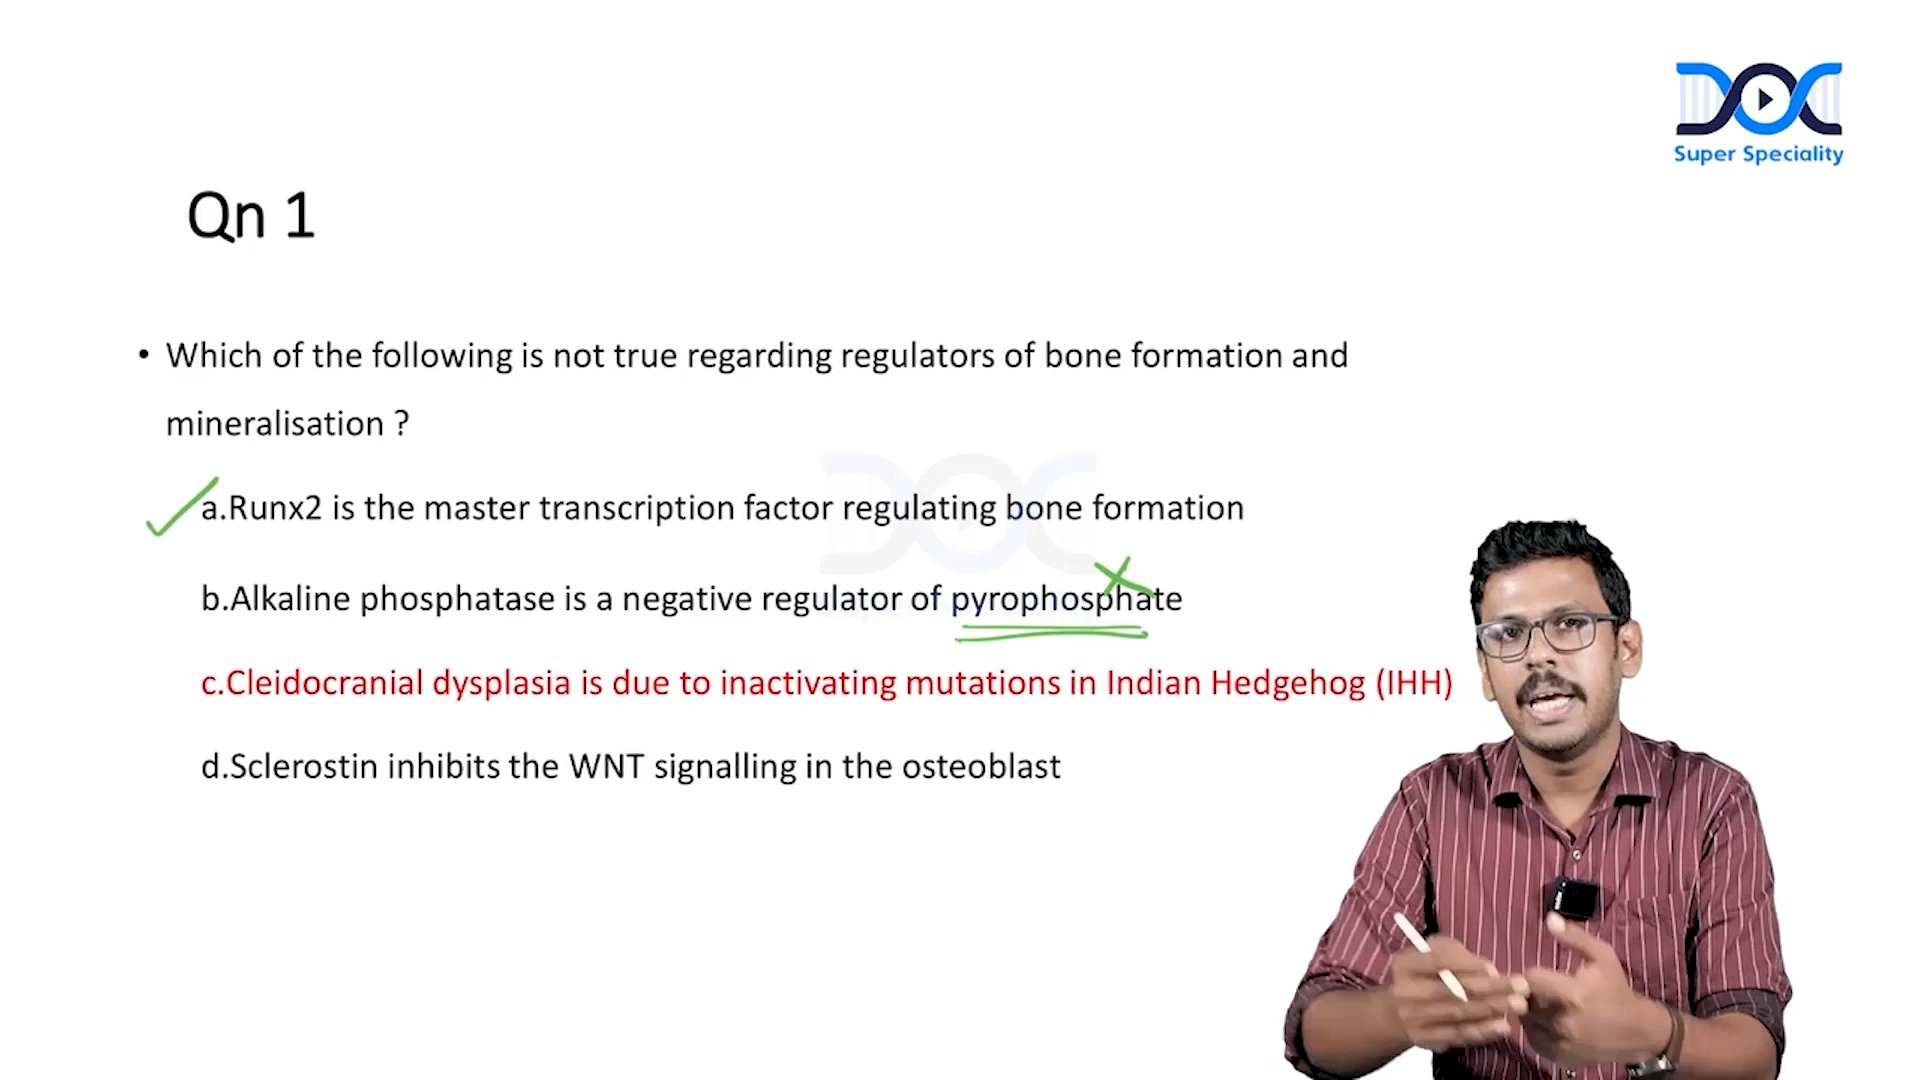 DOC
Super Speciality
Qn 1
• Which of the following is not true regarding regulators of bone formation and
mineralisation ?
a.Runx2 is the master transcription factor regulating bone formation
b.Alkaline phosphatase is a negative regulator of pyrophosphate
c.Cleidocranial dysplasia is due to inactivating mutations in Indian Hedgehog (IHH)
d.Sclerostin inhibits the WNT signalling in the osteoblast